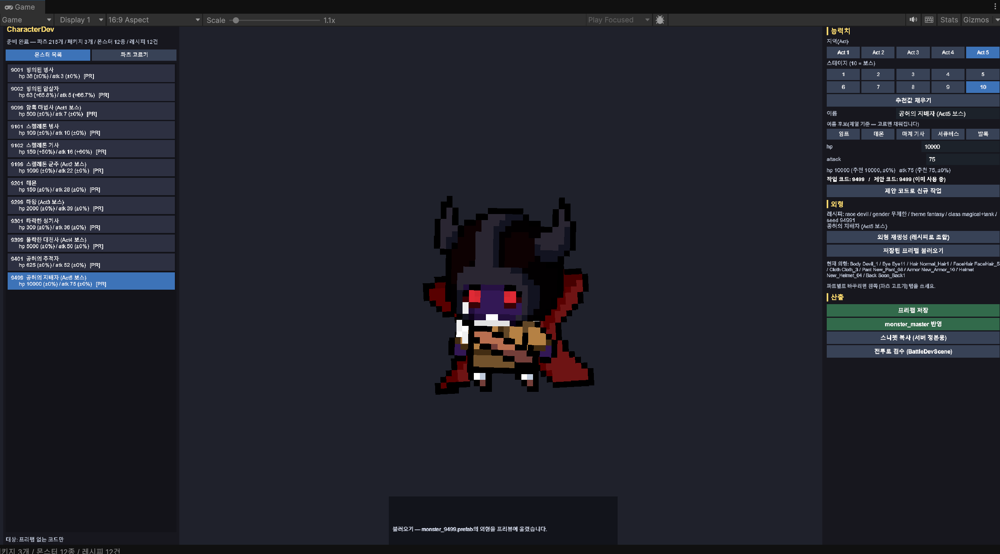 Game
Game
Display 1
16:9 Aspect
Scale
1.1x
Play Focused
Stats
Gizmos
CharacterDev
준비 완료 — 파츠 215개 / 패키지 3개 / 몬스터 12종 / 레시피 12건
몬스터 목록
파츠 고르기
9001 빙의된 병사
hp 38 (±0%) / atk 3 (±0%) [PR]
9002 빙의된 암살자
hp 63 (+65.8%) / atk 5 (+66.7%) [PR]
9099 암흑 마법사 (Act1 보스)
hp 500 (±0%) / atk 7 (±0%) [PR]
9101 스켈레톤 병사
hp 100 (±0%) / atk 10 (±0%) [PR]
9102 스켈레톤 기사
hp 150 (+50%) / atk 16 (+60%) [PR]
9199 스켈레톤 군주 (Act2 보스)
hp 1000 (±0%) / atk 22 (±0%) [PR]
9201 데몬
hp 150 (±0%) / atk 28 (±0%) [PR]
9299 마왕 (Act3 보스)
hp 2000 (±0%) / atk 39 (±0%) [PR]
9301 타락한 성기사
hp 300 (±0%) / atk 36 (±0%) [PR]
9399 몰락한 대천사 (Act4 보스)
hp 5000 (±0%) / atk 50 (±0%) [PR]
9401 공허의 추적자
hp 625 (±0%) / atk 52 (±0%) [PR]
9499 공허의 지배자 (Act5 보스)
hp 10000 (±0%) / atk 75 (±0%) [PR]
대상: 프리팹 없는 코드만
키지 3개 / 몬스터 12종 / 레시피 12건
불러오기 — monster_9499.prefab의 외형을 프리뷰에 올렸습니다.
능력치
지역(Act)
Act 1
Act 2
Act 3
Act 4
Act 5
스테이지 (10 = 보스)
1
2
3
4
5
6
7
8
9
10
추천값 채우기
이름
공허의 지배자 (Act5 보스)
이름 후보(계열 기준 — 고르면 채워집니다)
임프
데몬
마계 기사
서큐버스
발록
hp
10000
attack
75
hp 10000 (추천 10000, ±0%) atk 75 (추천 75, ±0%)
작업 코드: 9499 / 제안 코드: 9499 (이미 사용 중)
제안 코드로 신규 작업
외형
레시피: race devil / gender 무제한 / theme fantasy / class magical+tank /
seed 94991
공허의 지배자 (Act5 보스)
외형 재생성 (레시피로 조합)
저장된 프리팹 불러오기
현재 외형: Body Devil_1 / Eye Eye11 / Hair Normal_Hair1 / FaceHair FaceHair_5
/ Cloth Cloth_3 / Pant New_Pant_08 / Armor New_Armor_10 / Helmet
New_Helmet_04 / Back Soon_Back1
파트별로 바꾸려면 왼쪽 [파츠 고르기] 탭을 쓰세요.
산출
프리팹 저장
monster_master 반영
스니펫 복사 (서버 정본용)
전투로 검수 (BattleDevScene)